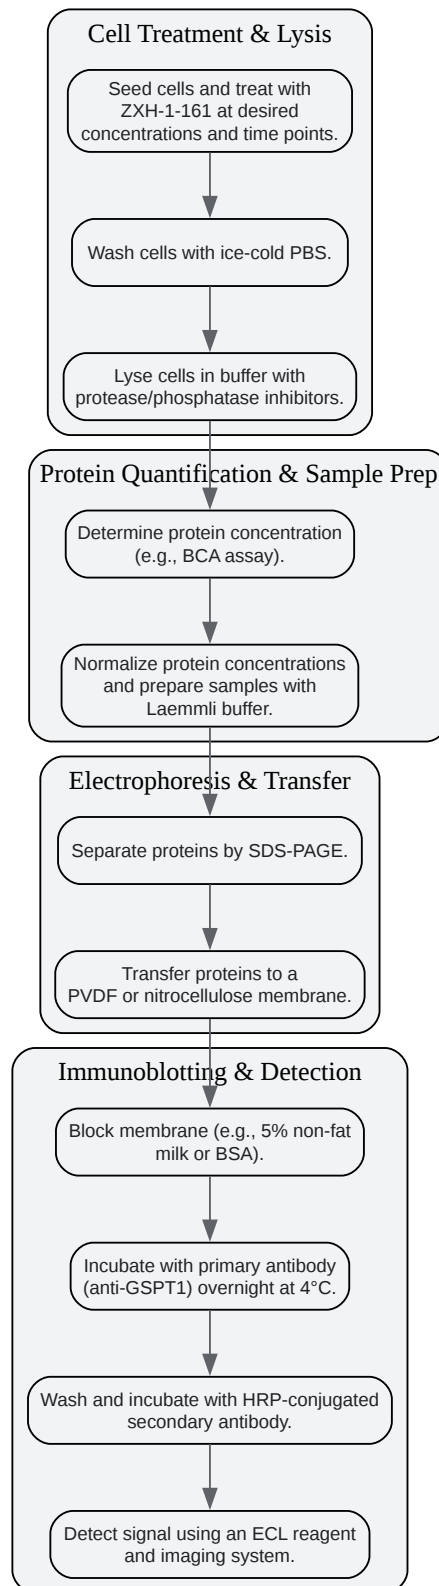 Cell Treatment & Lysis
Seed cells and treat with
ZXH-1-161 at desired
concentrations and time points.
Wash cells with ice-cold PBS.
Lyse cells in buffer with
protease/phosphatase inhibitors.
Protein Quantification & Sample Prep
Determine protein concentration
(e.g., BCA assay).
Normalize protein concentrations
and prepare samples with
Laemmli buffer.
Electrophoresis & Transfer
Separate proteins by SDS-PAGE.
Transfer proteins to a
PVDF or nitrocellulose membrane.
Immunoblotting & Detection
Block membrane (e.g., 5% non-fat
milk or BSA).
Incubate with primary antibody
(anti-GSPT1) overnight at 4°C.
Wash and incubate with HRP-conjugated
secondary antibody.
Detect signal using an ECL reagent
and imaging system.